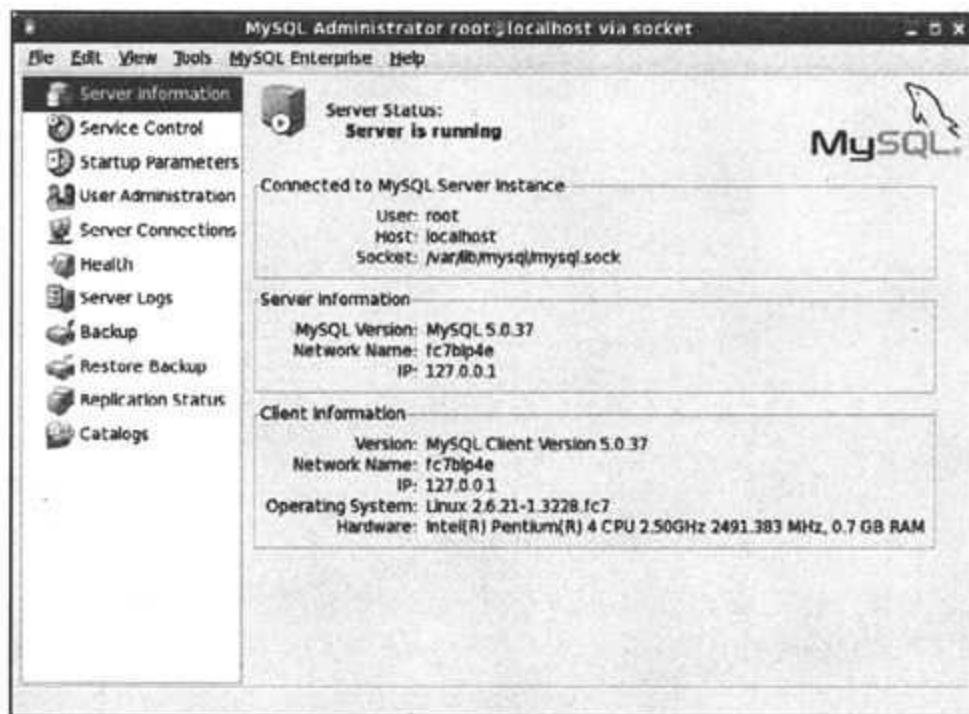 MySQL Administrator root@localhost via socket
File Edit View Tools MySQL Enterprise Help
Server Information
Service Control
Startup Parameters
User Administration
Server Connections
Health
Server Logs
Backup
Restore Backup
Replication Status
Catalogs
Server Status:
Server is running
MySQL.
Connected to MySQL Server Instance
User: root
Host: localhost
Socket: /var/lib/mysql/mysql.sock
Server Information
MySQL Version: MySQL 5.0.37
Network Name: fc7blp4e
IP: 127.0.0.1
Client Information
Version: MySQL Client Version 5.0.37
Network Name: fc7blp4e
IP: 127.0.0.1
Operating System: Linux 2.6.21-1.3228.fc7
Hardware: Intel(R) Pentium(R) 4 CPU 2.50GHz 2491.383 MHz, 0.7 GB RAM